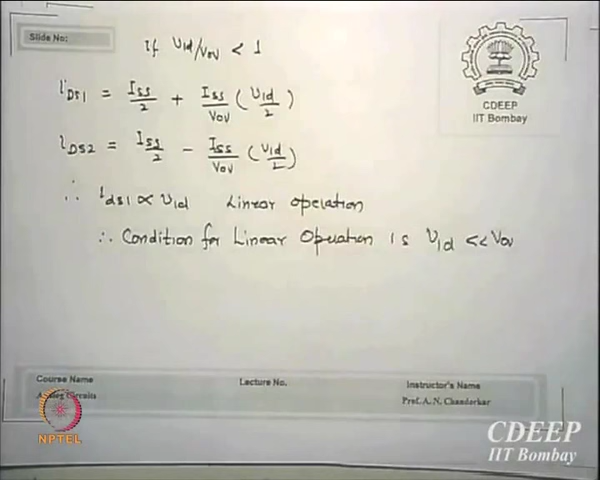 Slide No:
If Vid/Vov < 1
CDEEP
IIT Bombay
iDS1 = Iss/2 + Iss/Vov (Vid/2)
iDS2 = Iss/2 - Iss/Vov (Vid/2)
∴ ids1 ∝ Vid Linear operation
∴ Condition for Linear Operation is Vid << Vov
Course Name
Lecture No.
Instructor's Name
Analog Circuits
Prof. A. N. Chandorkar
NPTEL
CDEEP
IIT Bombay